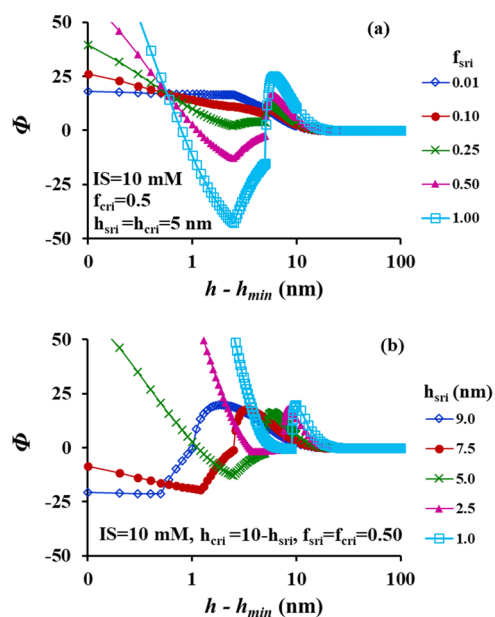 (a)
f_sri
50
25
0
-25
-50
Φ
0.01
0.10
0.25
0.50
1.00
IS=10 mM
f_cri=0.5
h_sri =h_cri=5 nm
0 1 10 100
h - h_min (nm)
(b)
h_sri (nm)
50
25
0
-25
-50
Φ
9.0
7.5
5.0
2.5
1.0
IS=10 mM, h_cri =10-h_sri, f_sri=f_cri=0.50
0 1 10 100
h - h_min (nm)